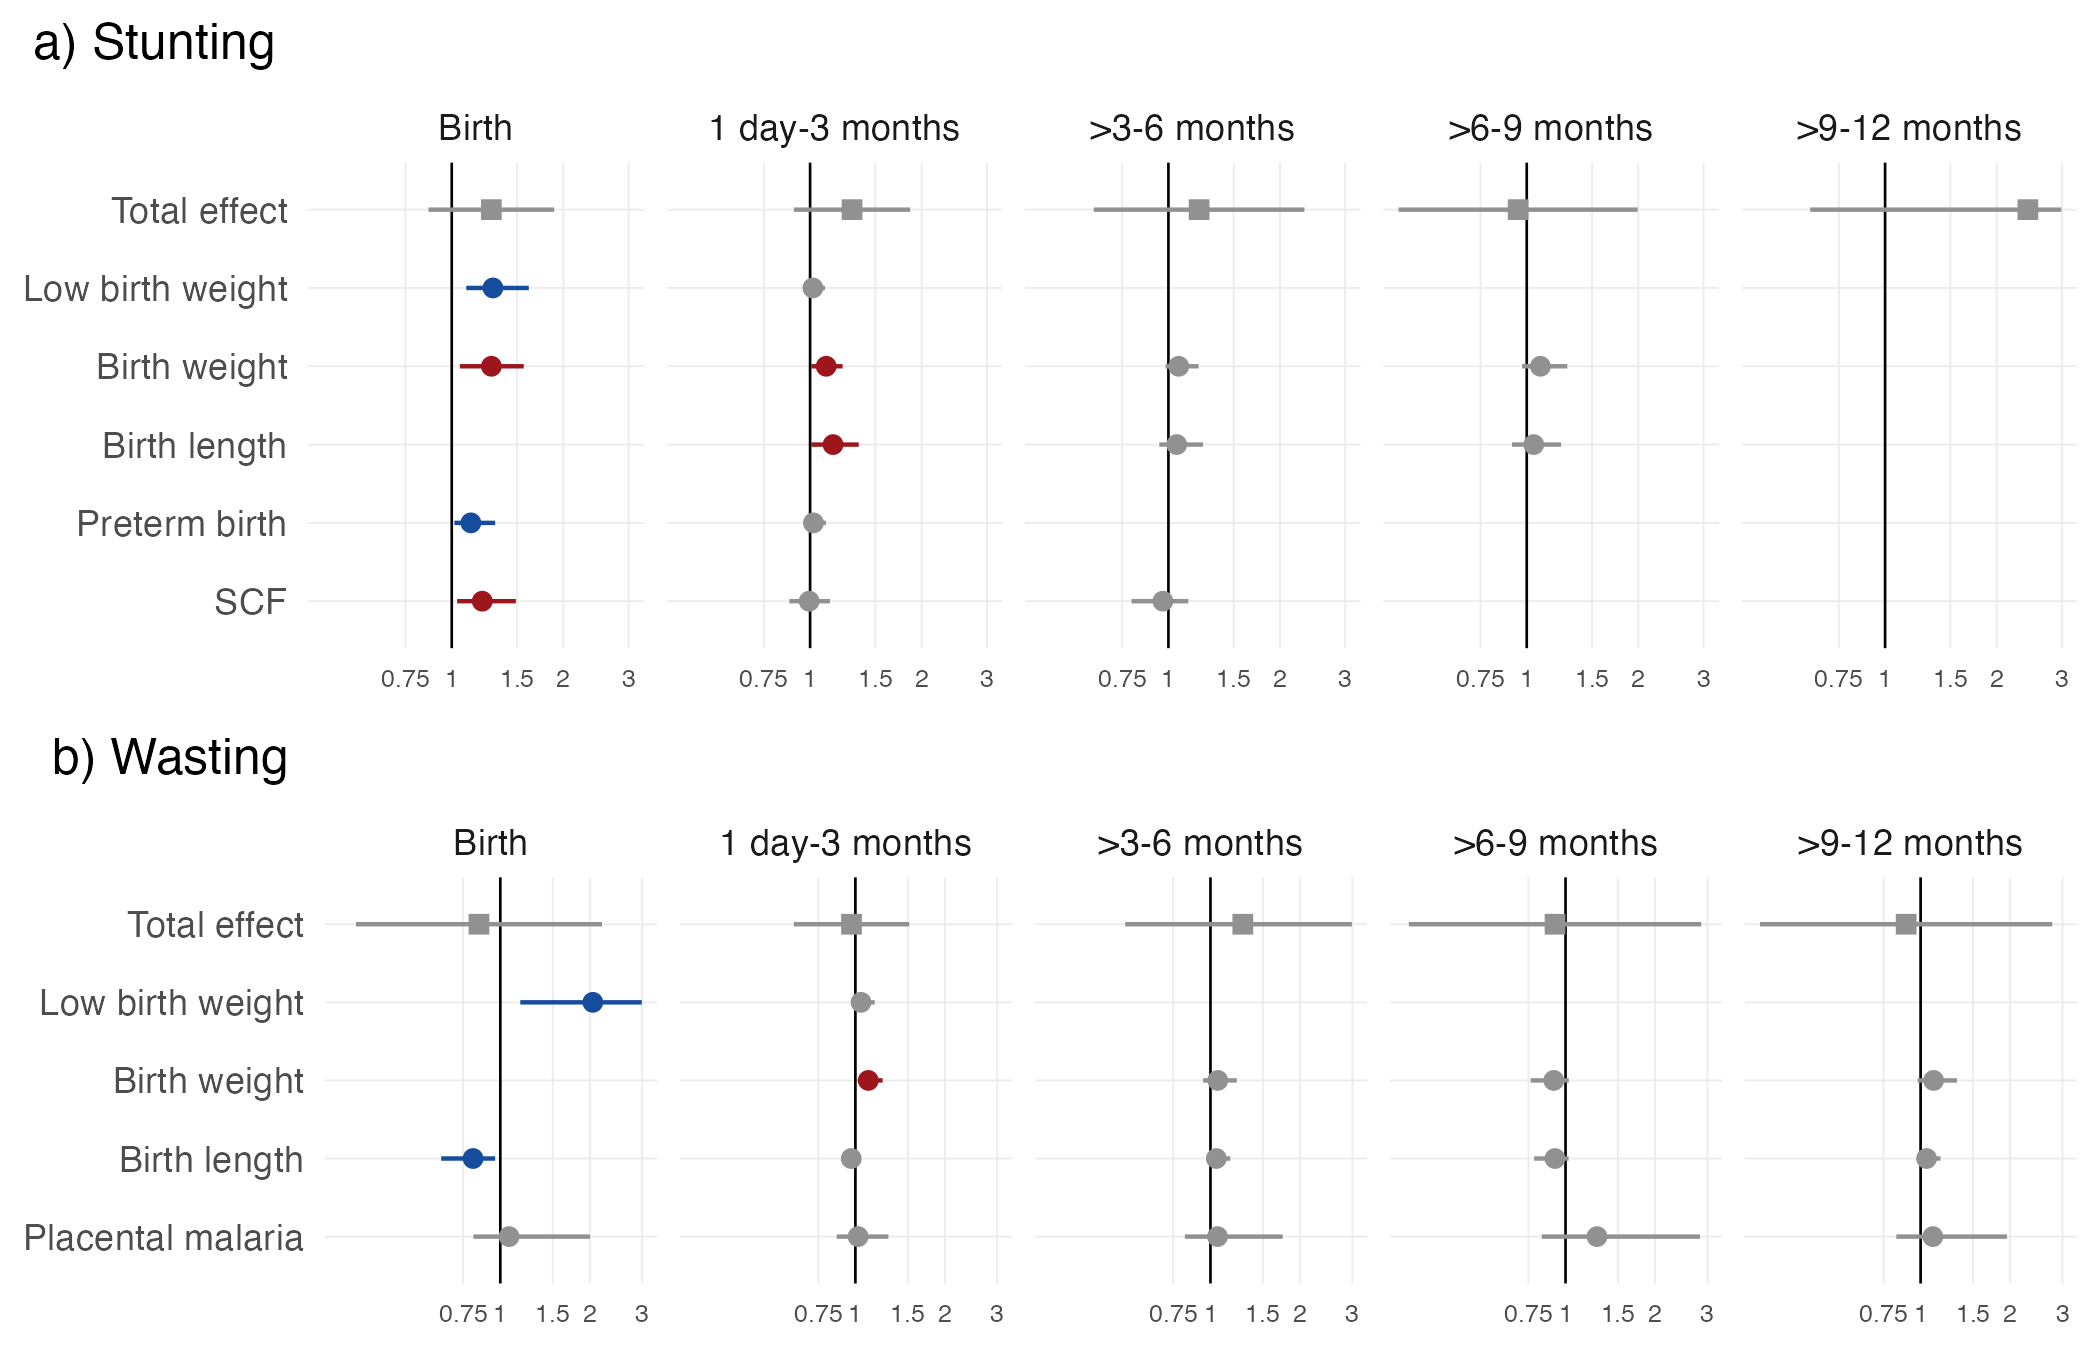 a) Stunting
Birth 1 day-3 months >3-6 months >6-9 months >9-12 months
Total effect
Low birth weight
Birth weight
Birth length
Preterm birth
SCF
0.75 1 1.5 2 3 0.75 1 1.5 2 3 0.75 1 1.5 2 3 0.75 1 1.5 2 3 0.75 1 1.5 2 3
b) Wasting
Birth 1 day-3 months >3-6 months >6-9 months >9-12 months
Total effect
Low birth weight
Birth weight
Birth length
Placental malaria
0.75 1 1.5 2 3 0.75 1 1.5 2 3 0.75 1 1.5 2 3 0.75 1 1.5 2 3 0.75 1 1.5 2 3